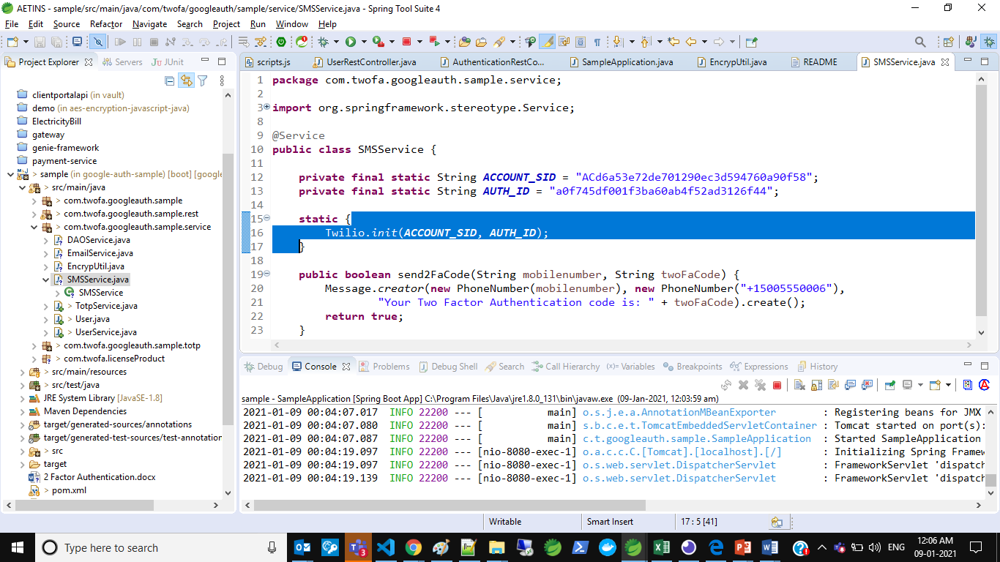 AETINS - sample/src/main/java/com/twofa/googleauth/sample/service/SMSService.java - Spring Tool Suite 4
File Edit Source Refactor Navigate Search Project Run Window Help
Project Explorer Servers JUnit
clientportalapi (in vault)
demo (in aes-encryption-javascript-java)
ElectricityBill
gateway
genie-framework
payment-service
> sample (in google-auth-sample) [boot] [google
> src/main/java
> com.twofa.googleauth.sample
> com.twofa.googleauth.sample.rest
> com.twofa.googleauth.sample.service
DAOService.java
EmailService.java
EncrypUtil.java
SMSService.java
SMSService
> TotpService.java
> User.java
> UserService.java
> com.twofa.googleauth.sample.totp
> com.twofa.licenseProduct
> src/main/resources
> src/test/java
JRE System Library [JavaSE-1.8]
Maven Dependencies
target/generated-sources/annotations
target/generated-test-sources/test-annotation
> src
target
2 Factor Authentication.docx
> pom.xml
scripts.js UserRestController.java AuthenticationRestCo... SampleApplication.java EncrypUtil.java README SMSService.java
1 package com.twofa.googleauth.sample.service;
2
3 import org.springframework.stereotype.Service;
8
9 @Service
10 public class SMSService {
11
12 private final static String ACCOUNT_SID = "ACd6a53e72de701290ec3d594760a90f58";
13 private final static String AUTH_ID = "a0f745df001f3ba60ab4f52ad3126f44";
14
15 static {
16 Twilio.init(ACCOUNT_SID, AUTH_ID);
17 }
18
19 public boolean send2FaCode(String mobilenumber, String twoFaCode) {
20 Message.creator(new PhoneNumber(mobilenumber), new PhoneNumber("+15005550006"),
21 "Your Two Factor Authentication code is: " + twoFaCode).create();
22 return true;
23 }
Debug Console Problems Debug Shell Search Call Hierarchy (x)= Variables Breakpoints Expressions History
sample - SampleApplication [Spring Boot App] C:\Program Files\Java\jre1.8.0_131\bin\javaw.exe (09-Jan-2021, 12:03:59 am)
2021-01-09 00:04:07.017 INFO 22200 --- [ main] o.s.j.e.a.AnnotationMBeanExporter : Registering beans for JMX
2021-01-09 00:04:07.080 INFO 22200 --- [ main] s.b.c.e.t.TomcatEmbeddedServletContainer : Tomcat started on port(s):
2021-01-09 00:04:07.087 INFO 22200 --- [ main] c.t.googleauth.sample.SampleApplication : Started SampleApplication
2021-01-09 00:04:19.097 INFO 22200 --- [nio-8080-exec-1] o.a.c.c.C.[Tomcat].[localhost].[/] : Initializing Spring Framew
2021-01-09 00:04:19.097 INFO 22200 --- [nio-8080-exec-1] o.s.web.servlet.DispatcherServlet : FrameworkServlet 'dispatc
2021-01-09 00:04:19.139 INFO 22200 --- [nio-8080-exec-1] o.s.web.servlet.DispatcherServlet : FrameworkServlet 'dispatc
Writable Smart Insert 17 : 5 [41]
Type here to search
ENG 12:06 AM
09-01-2021